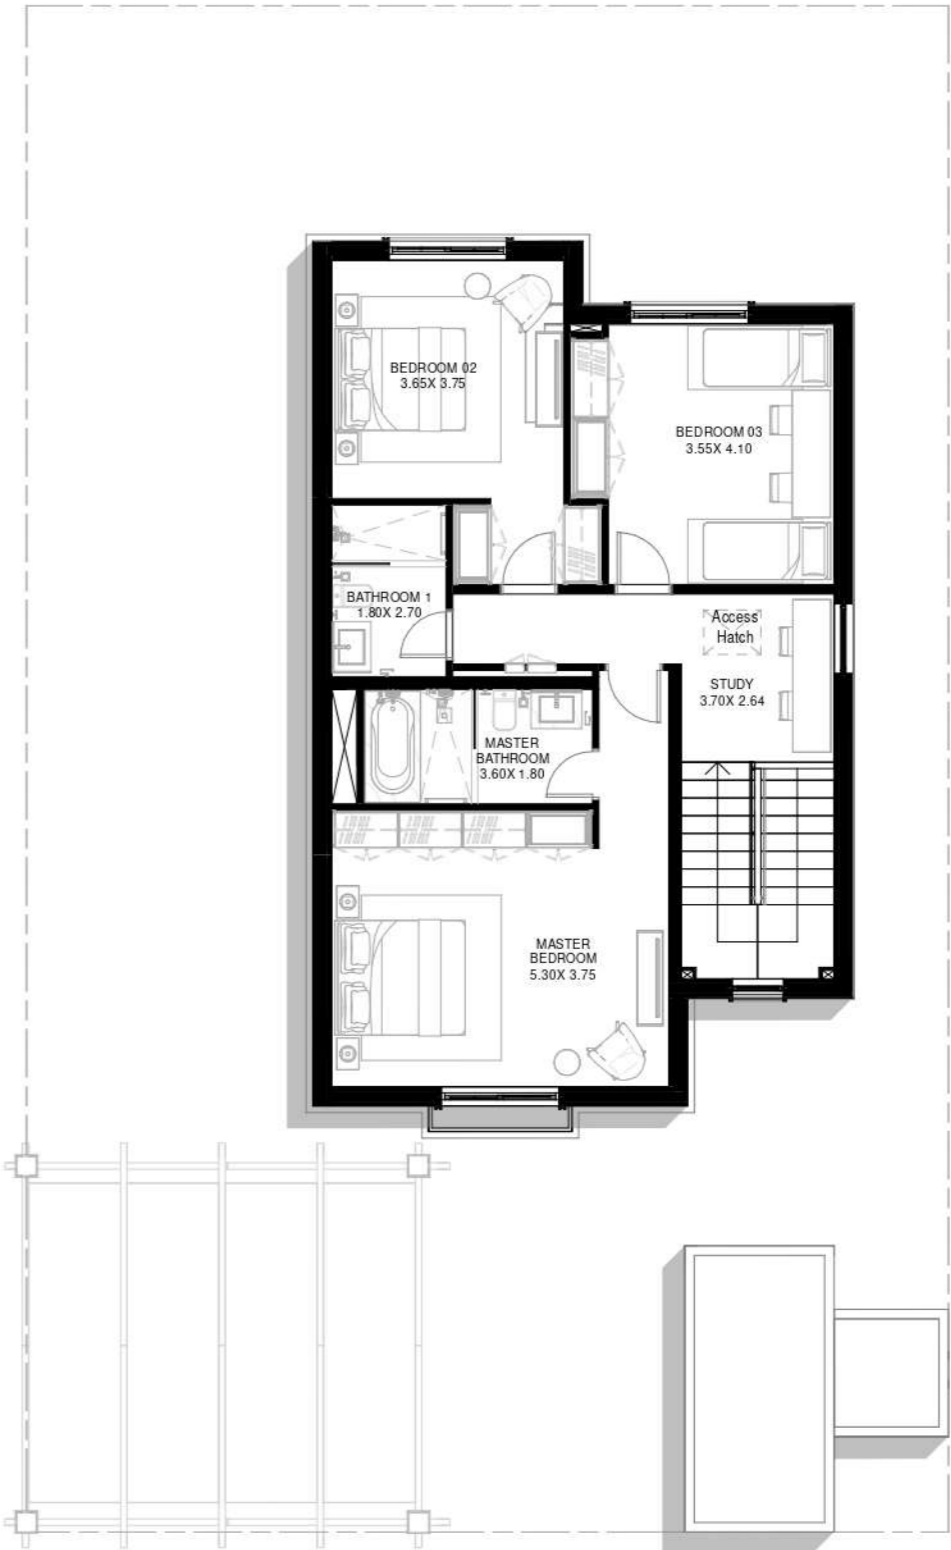 BEDROOM 02
3.65X 3.75
BEDROOM 03
3.55X 4.10
BATHROOM 1
1.80X 2.70
Access
Hatch
STUDY
3.70X 2.64
MASTER
BATHROOM
3.60X 1.80
MASTER
BEDROOM
5.30X 3.75